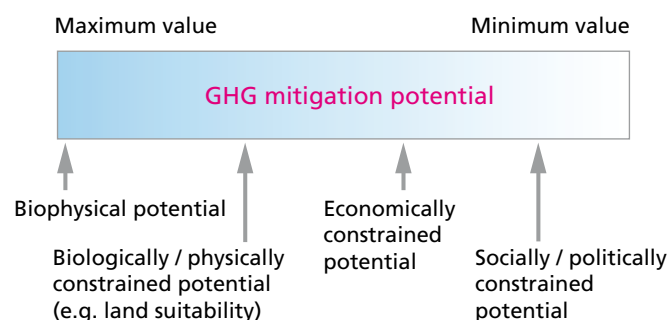 Maximum value
Minimum value
GHG mitigation potential
Biophysical potential
Biologically / physically
constrained potential
(e.g. land suitability)
Economically
constrained
potential
Socially / politically
constrained
potential